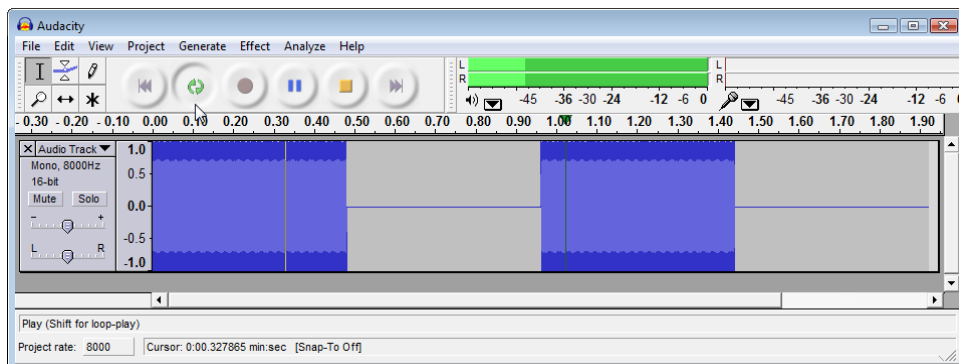 Audacity
File Edit View Project Generate Effect Analyze Help
L
R
-45 -36 -30 -24 -12 -6 0
L
R
-45 -36 -30 -24 -12 -6 0
- 0.30 - 0.20 - 0.10 0.00 0.10 0.20 0.30 0.40 0.50 0.60 0.70 0.80 0.90 1.00 1.10 1.20 1.30 1.40 1.50 1.60 1.70 1.80 1.90
X Audio Track
Mono, 8000Hz
16-bit
Mute Solo
- +
L R
1.0
0.5
0.0
-0.5
-1.0
Play (Shift for loop-play)
Project rate: 8000 Cursor: 0:00.327865 min:sec [Snap-To Off]